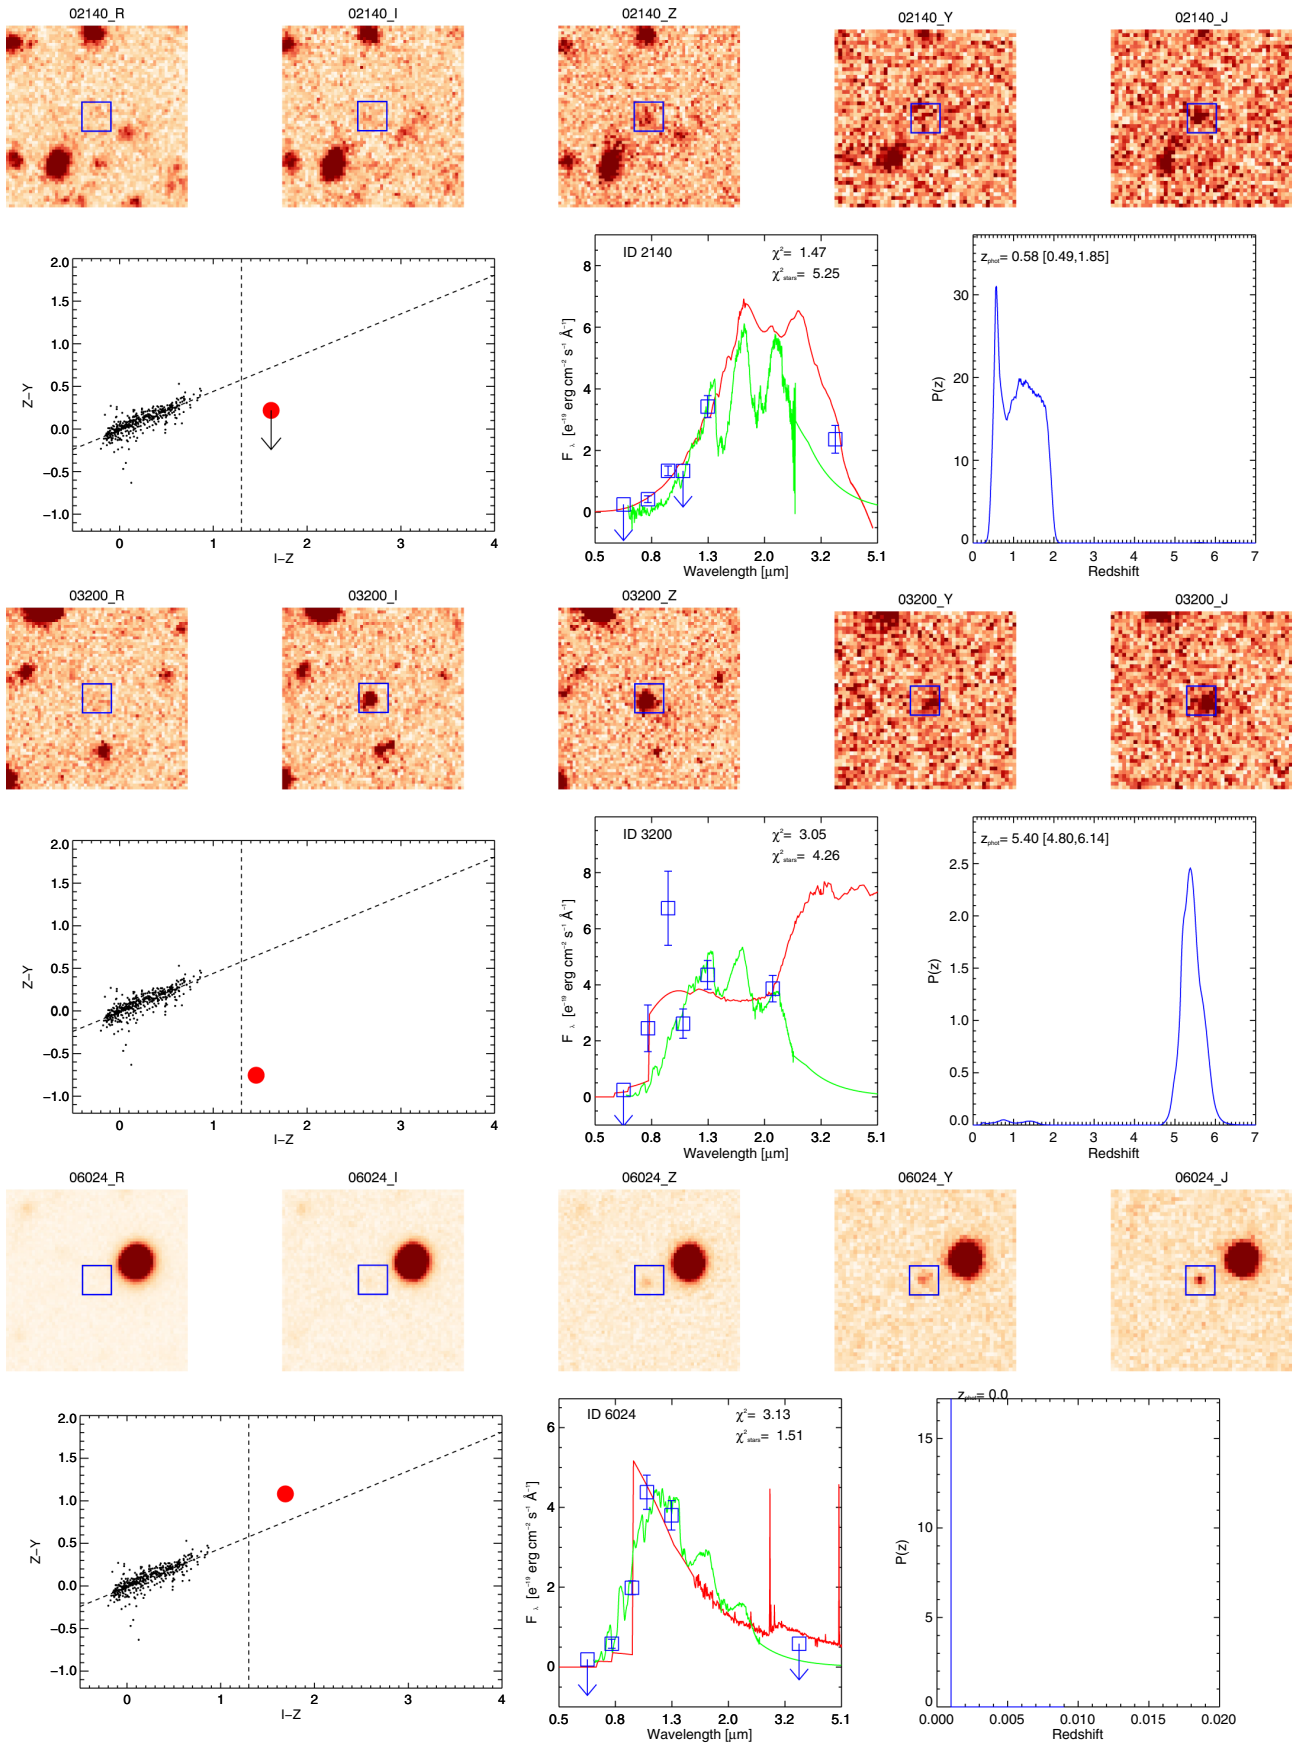 02140_R 02140_I 02140_Z 02140_Y 02140_J
2.0
1.5
1.0
0.5
0.0
−0.5
−1.0
Z−Y
0 1 2 3 4
I−Z
ID 2140
χ²= 1.47
χ²stars= 5.25
8
6
4
2
0
F λ [e⁻¹⁹ erg cm⁻² s⁻¹ Å⁻¹]
0.5 0.8 1.3 2.0 3.2 5.1
Wavelength [μm]
zphot= 0.58 [0.49,1.85]
30
20
10
0
P(z)
0 1 2 3 4 5 6 7
Redshift
03200_R 03200_I 03200_Z 03200_Y 03200_J
2.0
1.5
1.0
0.5
0.0
−0.5
−1.0
Z−Y
0 1 2 3 4
I−Z
ID 3200
χ²= 3.05
χ²stars= 4.26
8
6
4
2
0
F λ [e⁻¹⁹ erg cm⁻² s⁻¹ Å⁻¹]
0.5 0.8 1.3 2.0 3.2 5.1
Wavelength [μm]
zphot= 5.40 [4.80,6.14]
2.5
2.0
1.5
1.0
0.5
0.0
P(z)
0 1 2 3 4 5 6 7
Redshift
06024_R 06024_I 06024_Z 06024_Y 06024_J
2.0
1.5
1.0
0.5
0.0
−0.5
−1.0
Z−Y
0 1 2 3 4
I−Z
ID 6024
χ²= 3.13
χ²stars= 1.51
6
4
2
0
F λ [e⁻¹⁹ erg cm⁻² s⁻¹ Å⁻¹]
0.5 0.8 1.3 2.0 3.2 5.1
Wavelength [μm]
zphot= 0.0
15
10
5
0
P(z)
0.000 0.005 0.010 0.015 0.020
Redshift